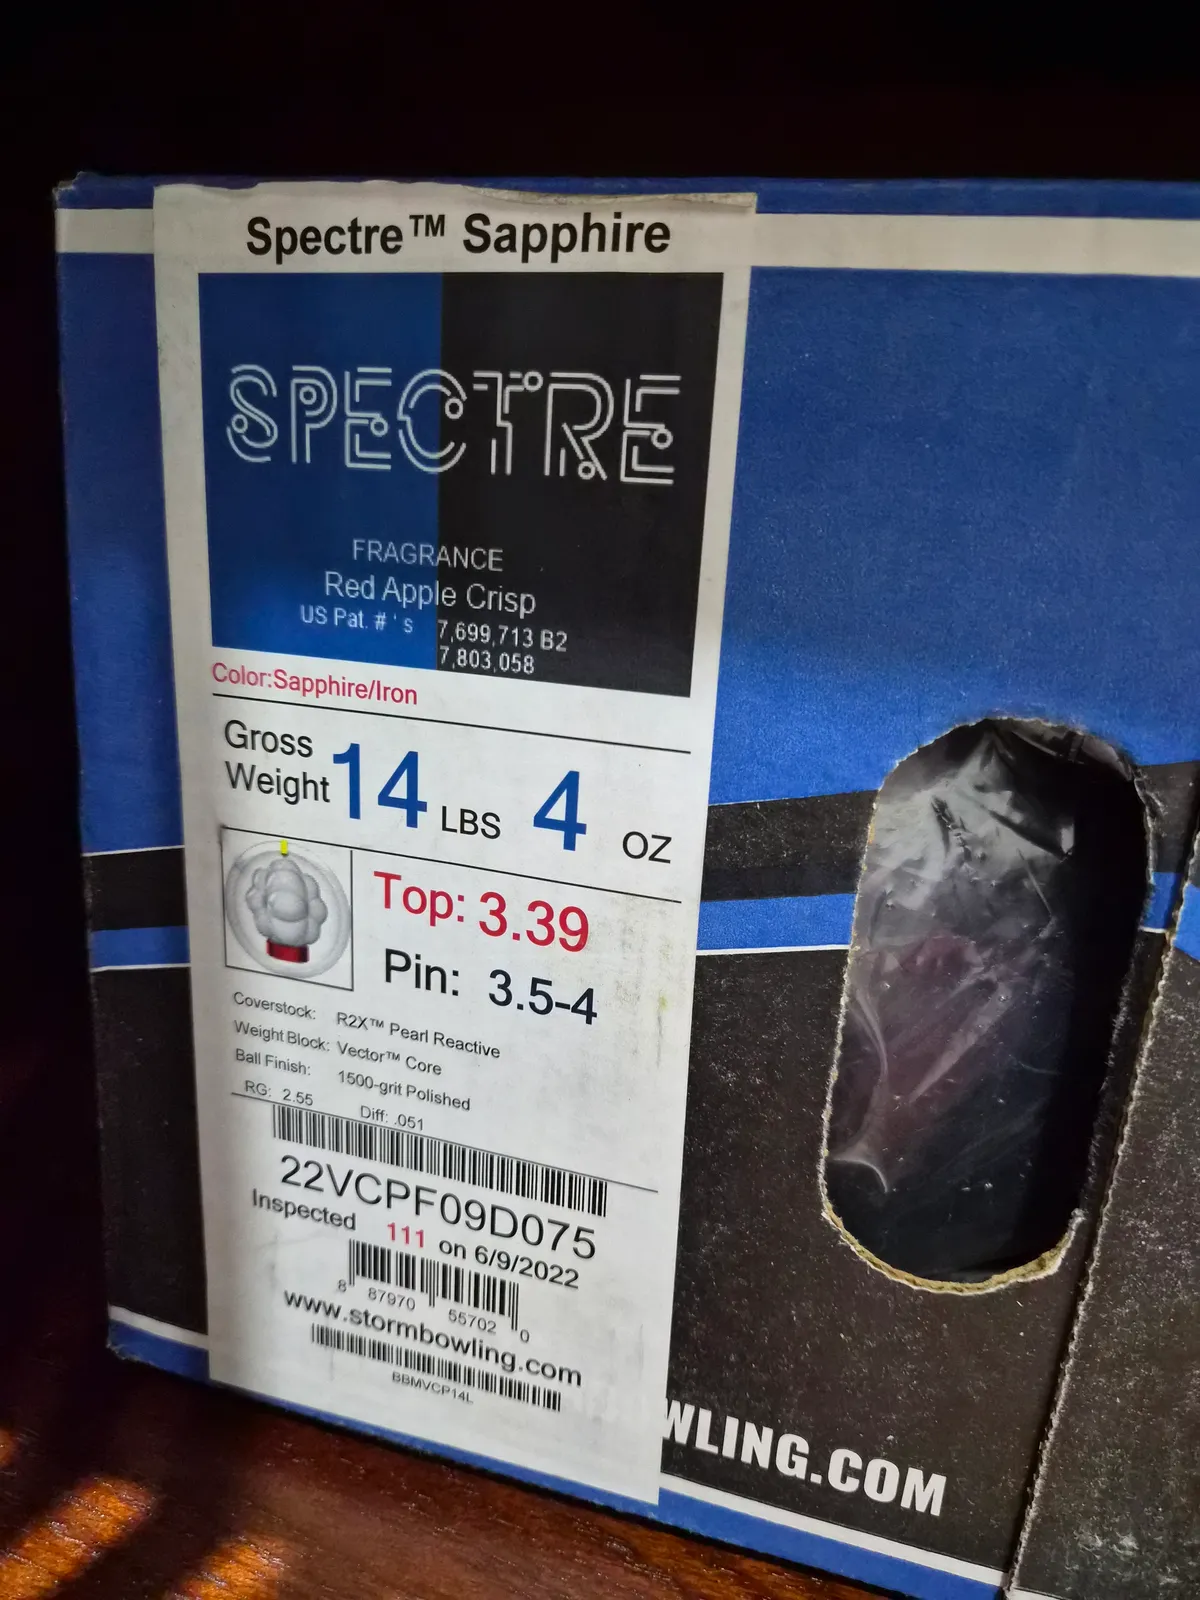 Spectre™ Sapphire
SPECTRE
FRAGRANCE
Red Apple Crisp
US Pat. # ' s 7,699,713 B2
7,803,058
Color:Sapphire/Iron
Gross
Weight 14 LBS 4 OZ
Top: 3.39
Pin: 3.5-4
Coverstock: R2X™ Pearl Reactive
Weight Block: Vector™ Core
Ball Finish: 1500-grit Polished
RG: 2.55 Diff: .051
22VCPF09D075
Inspected 111 on 6/9/2022
8 87970 55702 0
www.stormbowling.com
BBMVCP14L
WLING.COM